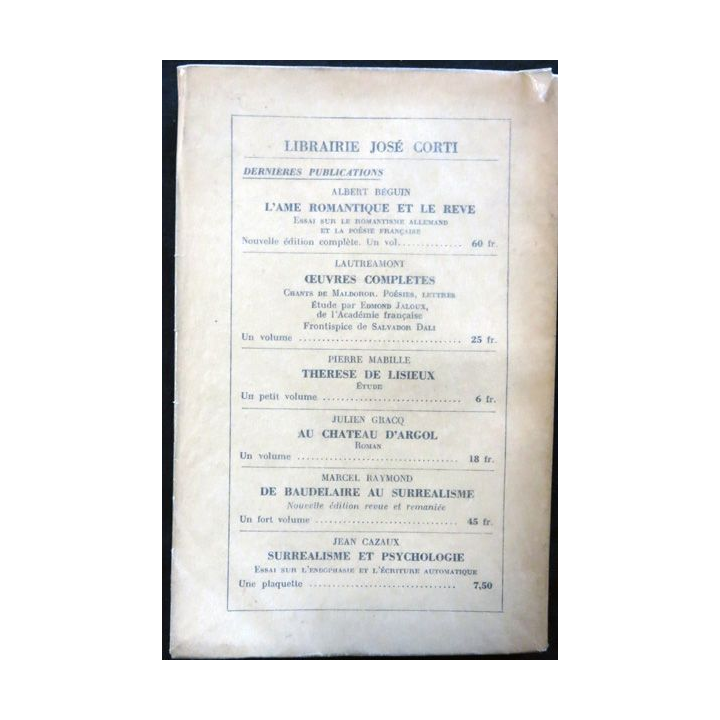 LIBRAIRIE JOSÉ CORTI
DERNIÈRES PUBLICATIONS
ALBERT BÉGUIN
L'AME ROMANTIQUE ET LE REVE
ESSAI SUR LE ROMANTISME ALLEMAND
ET LA POÉSIE FRANÇAISE
Nouvelle édition complète. Un vol.............. 60 fr.
LAUTREAMONT
ŒUVRES COMPLETES
CHANTS DE MALDOROR, POÉSIES, LETTRES
Étude par EDMOND JALOUX,
de l'Académie française
Frontispice de SALVADOR DALI
Un volume .................................. 25 fr.
PIERRE MABILLE
THERESE DE LISIEUX
ÉTUDE
Un petit volume ............................. 6 fr.
JULIEN GRACQ
AU CHATEAU D'ARGOL
ROMAN
Un volume .................................. 18 fr.
MARCEL RAYMOND
DE BAUDELAIRE AU SURREALISME
Nouvelle édition revue et remaniée
Un fort volume .............................. 45 fr.
JEAN CAZAUX
SURREALISME ET PSYCHOLOGIE
ESSAI SUR L'ENDOPHASIE ET L'ÉCRITURE AUTOMATIQUE
Une plaquette ............................... 7,50